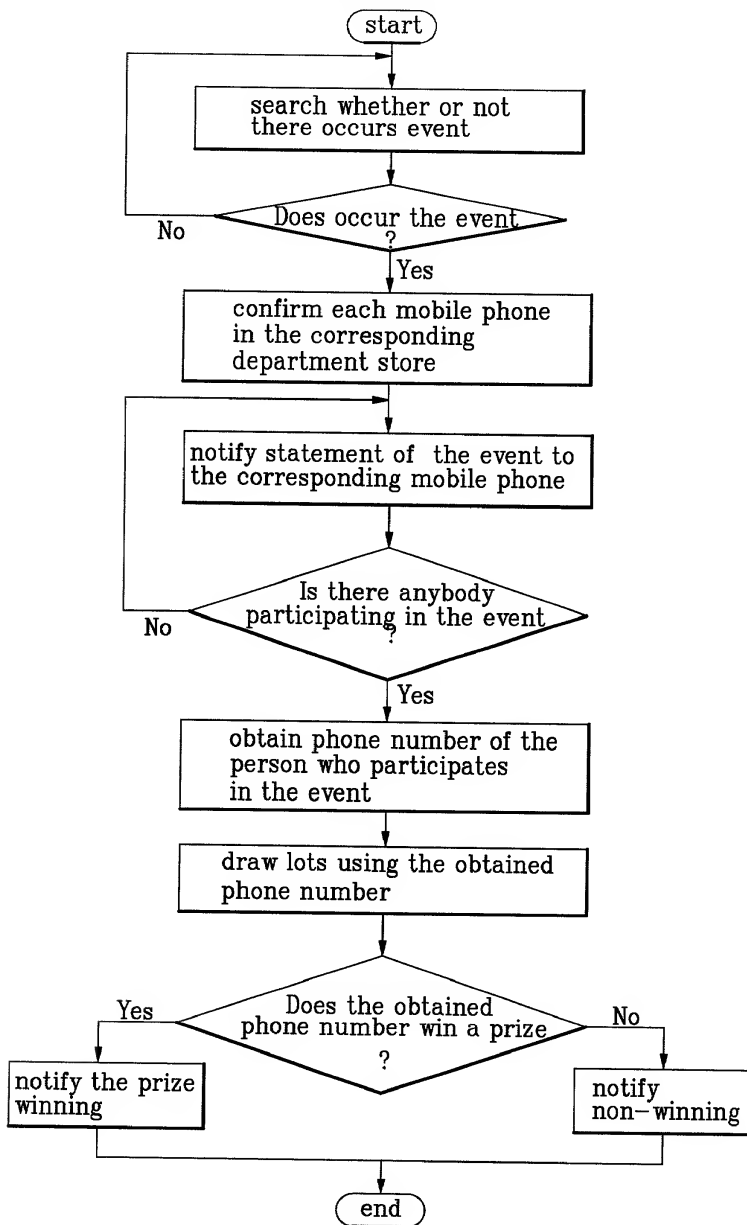 start
search whether or not
there occurs event
Does occur the event
?
No
Yes
confirm each mobile phone
in the corresponding
department store
notify statement of the event to
the corresponding mobile phone
Is there anybody
participating in the event
?
No
Yes
obtain phone number of the
person who participates
in the event
draw lots using the obtained
phone number
Does the obtained
phone number win a prize
?
Yes
No
notify the prize
winning
notify
non-winning
end